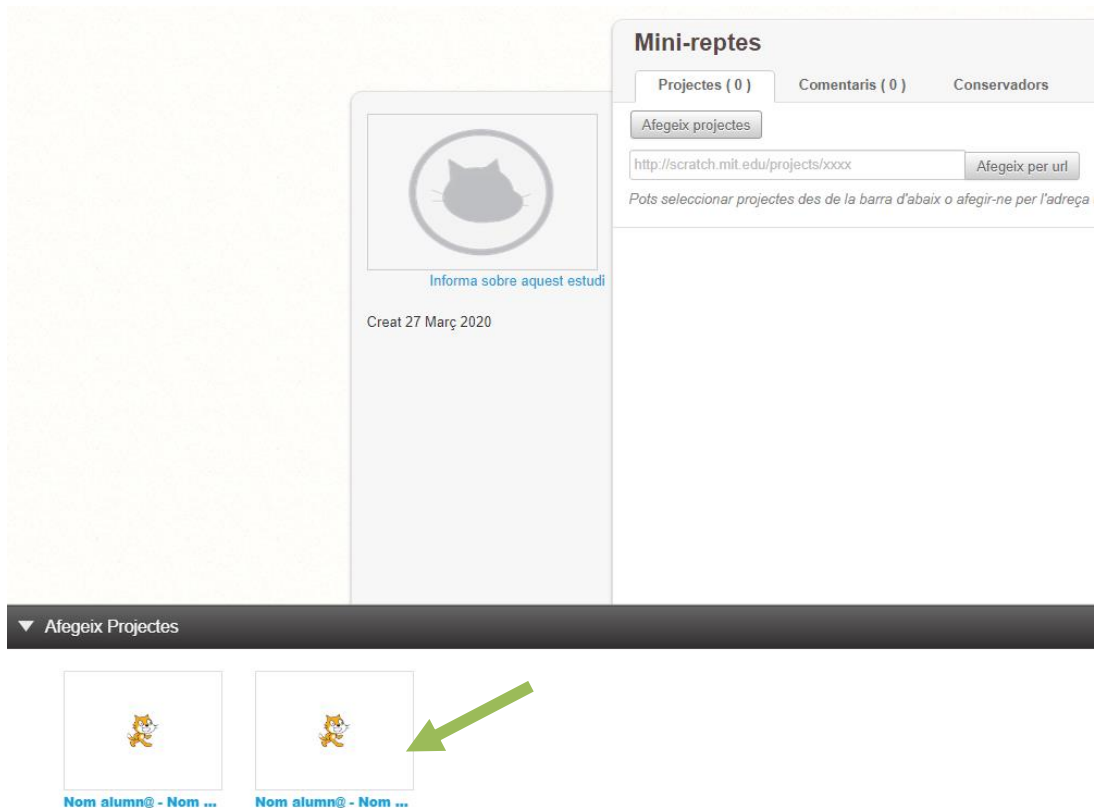 Mini-reptes
Projectes ( 0 )  Comentaris ( 0 )  Conservadors
Afegeix projectes
http://scratch.mit.edu/projects/xxxx  Afegeix per url
Pots seleccionar projectes des de la barra d'abaix o afegir-ne per l'adreça
Informa sobre aquest estudi
Creat 27 Març 2020
Afegeix Projectes
Nom alumn@ - Nom ...  Nom alumn@ - Nom ...